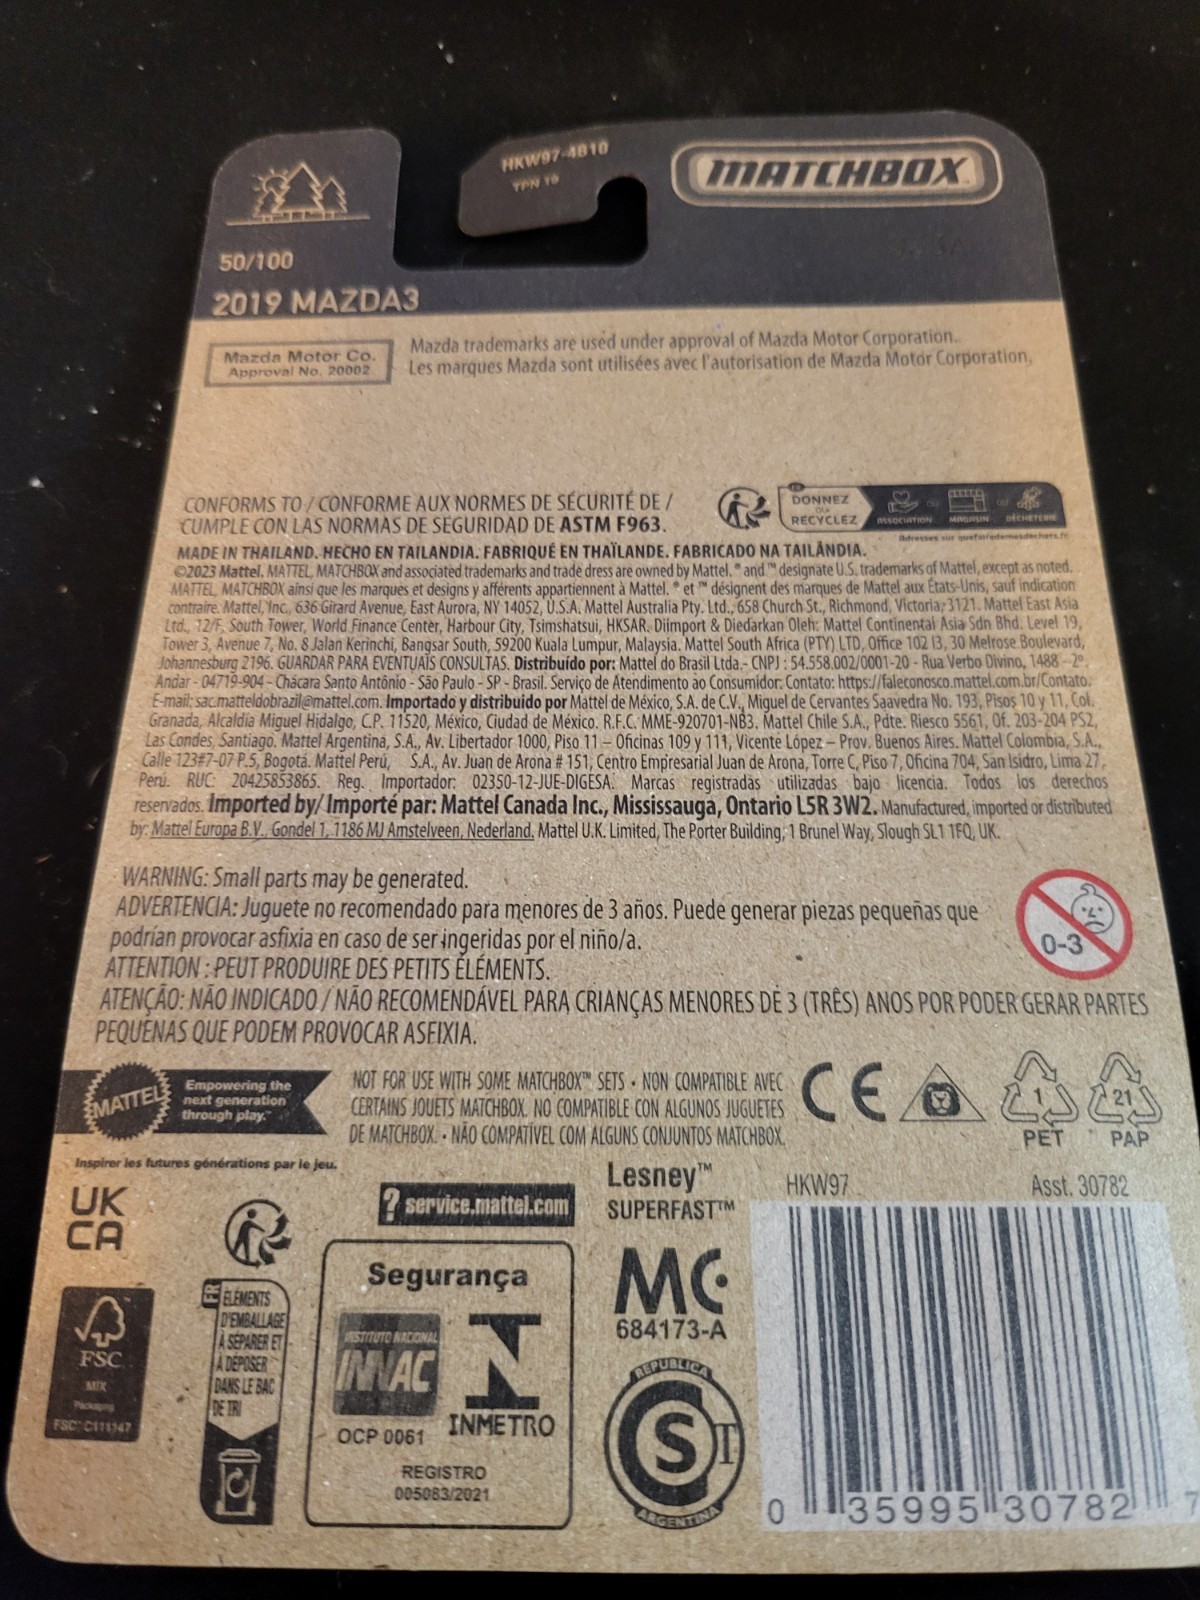 HKW97-4B10
TPN 10
MATCHBOX
50/100
2019 MAZDA3
Mazda Motor Co.
Approval No. 20002
Mazda trademarks are used under approval of Mazda Motor Corporation.
Les marques Mazda sont utilisées avec l'autorisation de Mazda Motor Corporation.
CONFORMS TO / CONFORME AUX NORMES DE SÉCURITÉ DE /
CUMPLE CON LAS NORMAS DE SEGURIDAD DE ASTM F963.
FR
DONNEZ
OU
RECYCLEZ
ASSOCIATION
OU
MAGASIN
OU
DÉCHÈTERIE
Adresses sur quefairedemesdechets.fr
MADE IN THAILAND. HECHO EN TAILANDIA. FABRIQUÉ EN THAÏLANDE. FABRICADO NA TAILÂNDIA.
©2023 Mattel. MATTEL, MATCHBOX and associated trademarks and trade dress are owned by Mattel. ® and ™ designate U.S. trademarks of Mattel, except as noted.
MATTEL, MATCHBOX ainsi que les marques et designs y afférents appartiennent à Mattel. ® et ™ désignent des marques de Mattel aux États-Unis, sauf indication
contraire. Mattel, Inc., 636 Girard Avenue, East Aurora, NY 14052, U.S.A. Mattel Australia Pty. Ltd., 658 Church St., Richmond, Victoria, 3121. Mattel East Asia
Ltd., 12/F, South Tower, World Finance Center, Harbour City, Tsimshatsui, HKSAR. Diimport & Diedarkan Oleh: Mattel Continental Asia Sdn Bhd. Level 19,
Tower 3, Avenue 7, No. 8 Jalan Kerinchi, Bangsar South, 59200 Kuala Lumpur, Malaysia. Mattel South Africa (PTY) LTD, Office 102 I3, 30 Melrose Boulevard,
Johannesburg 2196. GUARDAR PARA EVENTUAIS CONSULTAS. Distribuído por: Mattel do Brasil Ltda.- CNPJ : 54.558.002/0001-20 - Rua Verbo Divino, 1488 – 2º.
Andar - 04719-904 - Chácara Santo Antônio - São Paulo - SP - Brasil. Serviço de Atendimento ao Consumidor: Contato: https://faleconosco.mattel.com.br/Contato.
E-mail: sac.matteldobrazil@mattel.com. Importado y distribuido por Mattel de México, S.A. de C.V., Miguel de Cervantes Saavedra No. 193, Pisos 10 y 11, Col.
Granada, Alcaldía Miguel Hidalgo, C.P. 11520, México, Ciudad de México. R.F.C. MME-920701-NB3. Mattel Chile S.A., Pdte. Riesco 5561, Of. 203-204 PS2,
Las Condes, Santiago. Mattel Argentina, S.A., Av. Libertador 1000, Piso 11 – Oficinas 109 y 111, Vicente López – Prov. Buenos Aires. Mattel Colombia, S.A.,
Calle 123#7-07 P.5, Bogotá. Mattel Perú, S.A., Av. Juan de Arona # 151, Centro Empresarial Juan de Arona, Torre C, Piso 7, Oficina 704, San Isidro, Lima 27,
Perú. RUC: 20425853865. Reg. Importador: 02350-12-JUE-DIGESA. Marcas registradas utilizadas bajo licencia. Todos los derechos
reservados. Imported by/ Importé par: Mattel Canada Inc., Mississauga, Ontario L5R 3W2. Manufactured, imported or distributed
by: Mattel Europa B.V., Gondel 1, 1186 MJ Amstelveen, Nederland. Mattel U.K. Limited, The Porter Building, 1 Brunel Way, Slough SL1 1FQ, UK.
WARNING: Small parts may be generated.
ADVERTENCIA: Juguete no recomendado para menores de 3 años. Puede generar piezas pequeñas que
podrían provocar asfixia en caso de ser ingeridas por el niño/a.
ATTENTION : PEUT PRODUIRE DES PETITS ÉLÉMENTS.
ATENÇÃO: NÃO INDICADO / NÃO RECOMENDÁVEL PARA CRIANÇAS MENORES DE 3 (TRÊS) ANOS POR PODER GERAR PARTES
PEQUENAS QUE PODEM PROVOCAR ASFIXIA.
0-3
MATTEL
Empowering the
next generation
through play.™
Inspirer les futures générations par le jeu.
NOT FOR USE WITH SOME MATCHBOX™ SETS • NON COMPATIBLE AVEC
CERTAINS JOUETS MATCHBOX. NO COMPATIBLE CON ALGUNOS JUGUETES
DE MATCHBOX. • NÃO COMPATÍVEL COM ALGUNS CONJUNTOS MATCHBOX.
CE
1
PET
21
PAP
UK
CA
? service.mattel.com
Lesney™
SUPERFAST™
HKW97
Asst. 30782
FSC
MIX
Packaging
FSC® C111147
FR
ÉLÉMENTS
D'EMBALLAGE
À SÉPARER ET
À DÉPOSER
DANS LE BAC
DE TRI
Segurança
INSTITUTO NACIONAL
INNAC
OCP 0061
INMETRO
REGISTRO
005083/2021
MC
684173-A
REPUBLICA
S
T
ARGENTINA
0 35995 30782 7